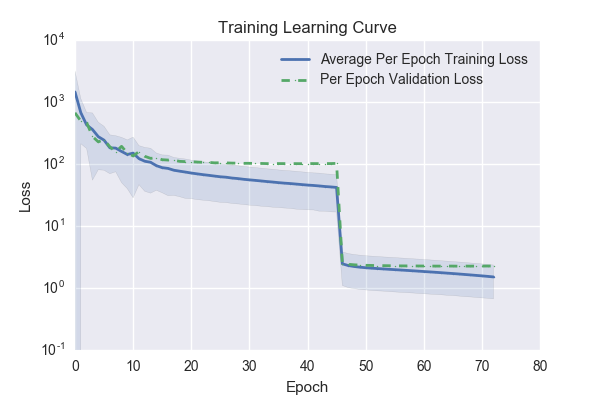 Training Learning Curve
Average Per Epoch Training Loss
Per Epoch Validation Loss
Loss
10^4
10^3
10^2
10^1
10^0
10^-1
0 10 20 30 40 50 60 70 80
Epoch